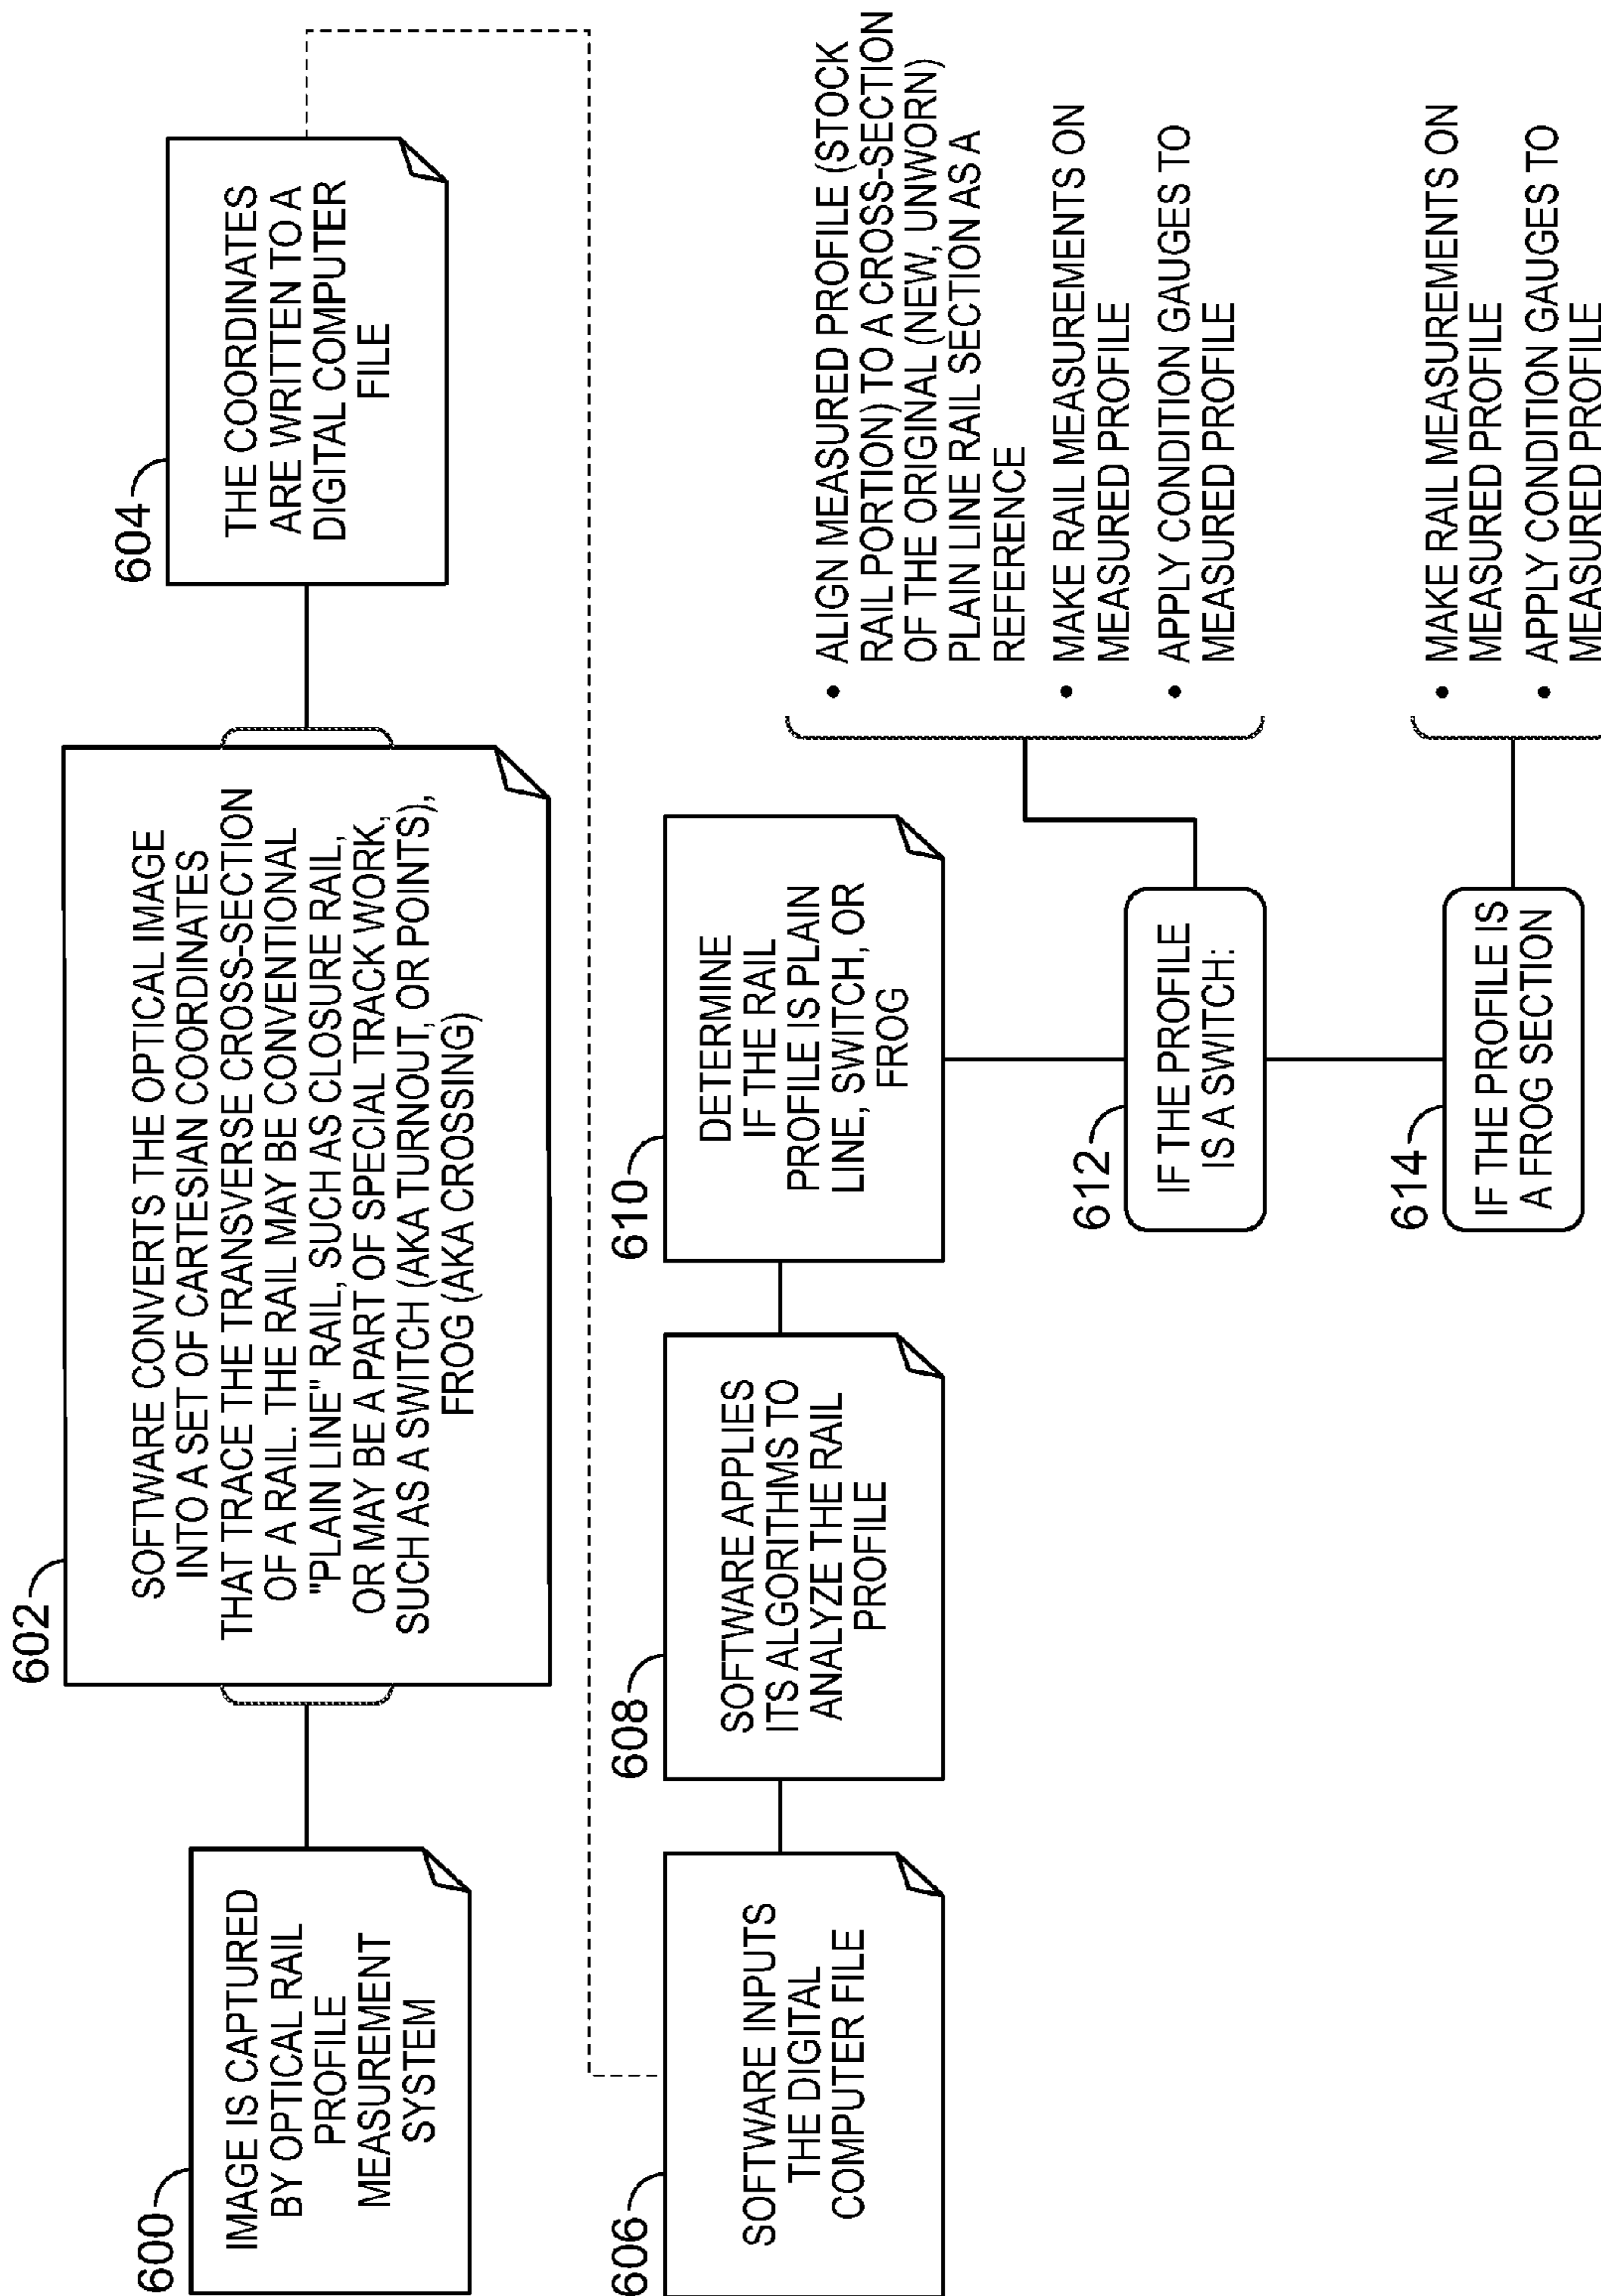 600
IMAGE IS CAPTURED
BY OPTICAL RAIL
PROFILE
MEASUREMENT
SYSTEM
602
SOFTWARE CONVERTS THE OPTICAL IMAGE
INTO A SET OF CARTESIAN COORDINATES
THAT TRACE THE TRANSVERSE CROSS-SECTION
OF A RAIL. THE RAIL MAY BE CONVENTIONAL
"PLAIN LINE" RAIL, SUCH AS CLOSURE RAIL,
OR MAY BE A PART OF SPECIAL TRACK WORK,
SUCH AS A SWITCH (AKA TURNOUT, OR POINTS),
FROG (AKA CROSSING)
604
THE COORDINATES
ARE WRITTEN TO A
DIGITAL COMPUTER
FILE
606
SOFTWARE INPUTS
THE DIGITAL
COMPUTER FILE
608
SOFTWARE APPLIES
ITS ALGORITHMS TO
ANALYZE THE RAIL
PROFILE
610
DETERMINE
IF THE RAIL
PROFILE IS PLAIN
LINE, SWITCH, OR
FROG
612
IF THE PROFILE
IS A SWITCH:
• ALIGN MEASURED PROFILE (STOCK
RAIL PORTION) TO A CROSS-SECTION
OF THE ORIGINAL (NEW, UNWORN)
PLAIN LINE RAIL SECTION AS A
REFERENCE
• MAKE RAIL MEASUREMENTS ON
MEASURED PROFILE
• APPLY CONDITION GAUGES TO
MEASURED PROFILE
614
IF THE PROFILE IS
A FROG SECTION
• MAKE RAIL MEASUREMENTS ON
MEASURED PROFILE
• APPLY CONDITION GAUGES TO
MEASURED PROFILE